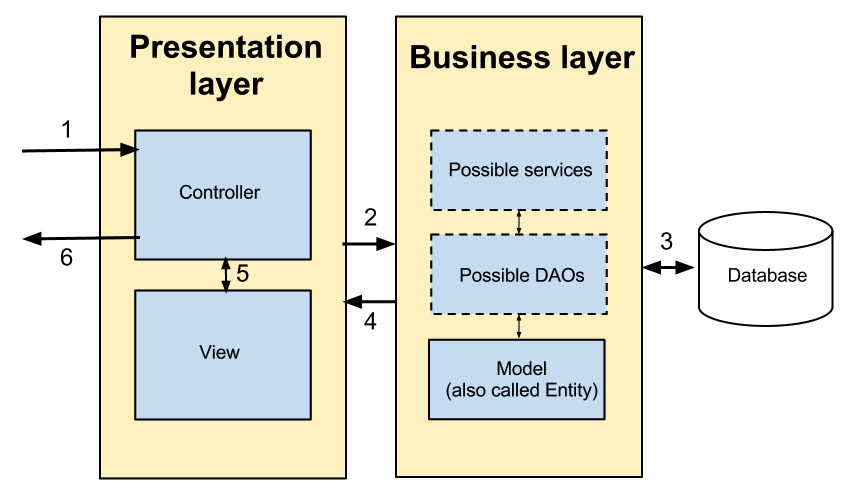 Presentation
layer
Business layer
1
Controller
6
5
View
2
4
Possible services
Possible DAOs
Model
(also called Entity)
3
Database